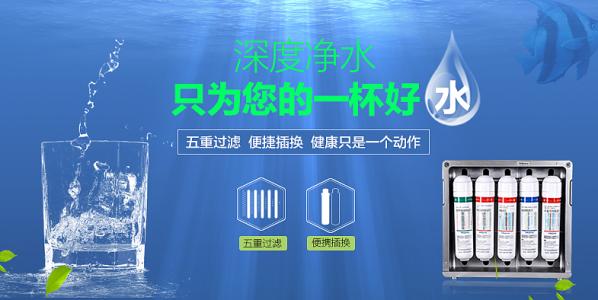 深度净水
只为您的一杯好水
五重过滤 便捷插换 健康只是一个动作
五重过滤
便携插换